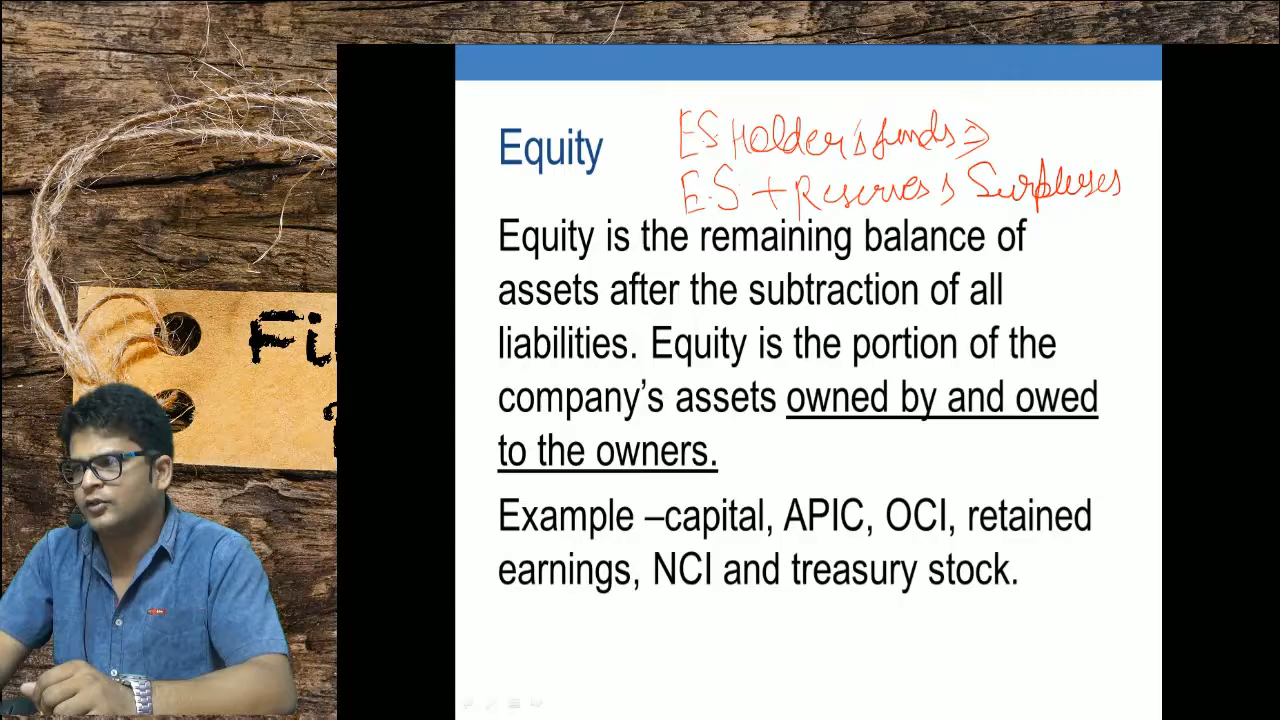 Equity
ES Holder's funds ⇒
E.S + Reserves & Surpluses
Equity is the remaining balance of
assets after the subtraction of all
liabilities. Equity is the portion of the
company's assets owned by and owed
to the owners.
Example –capital, APIC, OCI, retained
earnings, NCI and treasury stock.
Fi